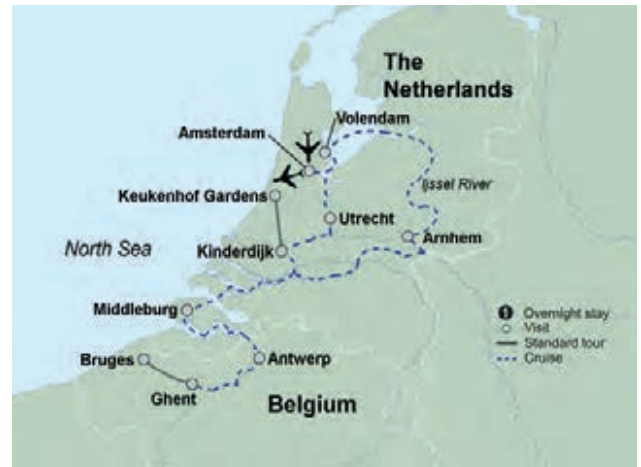 The
Netherlands
Volendam
Amsterdam
Keukenhof Gardens
Ijssel River
Utrecht
North Sea
Kinderdijk
Arnhem
Middleburg
Overnight stay
Visit
Standard tour
Cruise
Bruges
Antwerp
Ghent
Belgium